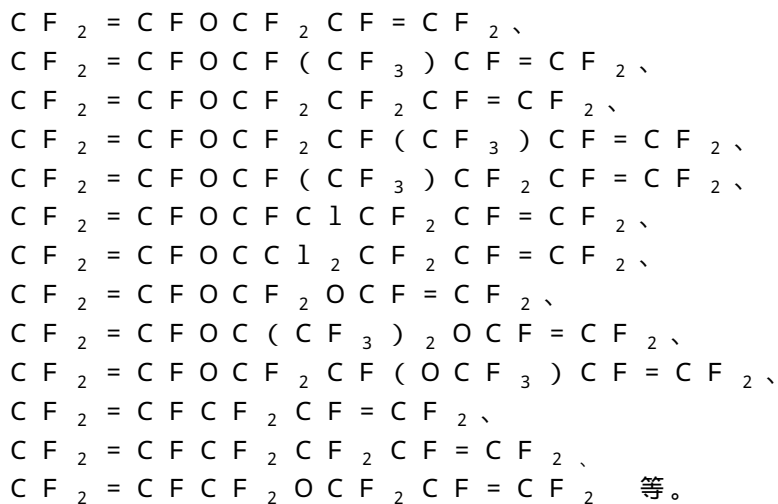 CF₂=CFOCF₂CF=CF₂、
CF₂=CFOCF(CF₃)CF=CF₂、
CF₂=CFOCF₂CF₂CF=CF₂、
CF₂=CFOCF₂CF(CF₃)CF=CF₂、
CF₂=CFOCF(CF₃)CF₂CF=CF₂、
CF₂=CFOCFClCF₂CF=CF₂、
CF₂=CFOCCl₂CF₂CF=CF₂、
CF₂=CFOCF₂OCF=CF₂、
CF₂=CFOC(CF₃)₂OCF=CF₂、
CF₂=CFOCF₂CF(OCF₃)CF=CF₂、
CF₂=CFCF₂CF=CF₂、
CF₂=CFCF₂CF₂CF=CF₂、
CF₂=CFCF₂OCF₂CF=CF₂ 等。